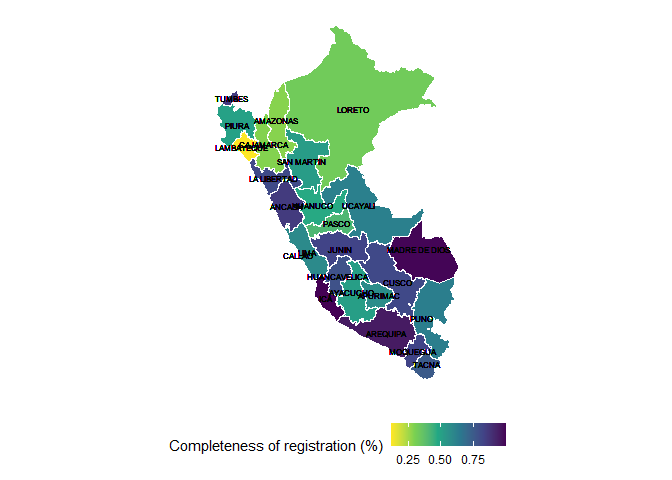 TUMBES
LORETO
AMAZONAS
PIURA
CAJAMARCA
LAMBAYEQUE
SAN MARTIN
LA LIBERTAD
ANCASH
HUANUCO
UCAYALI
PASCO
JUNIN
LIMA
CALLAO
MADRE DE DIOS
HUANCAVELICA
CUSCO
AYACUCHO
APURIMAC
ICA
PUNO
AREQUIPA
MOQUEGUA
TACNA
Completeness of registration (%)
0.25 0.50 0.75